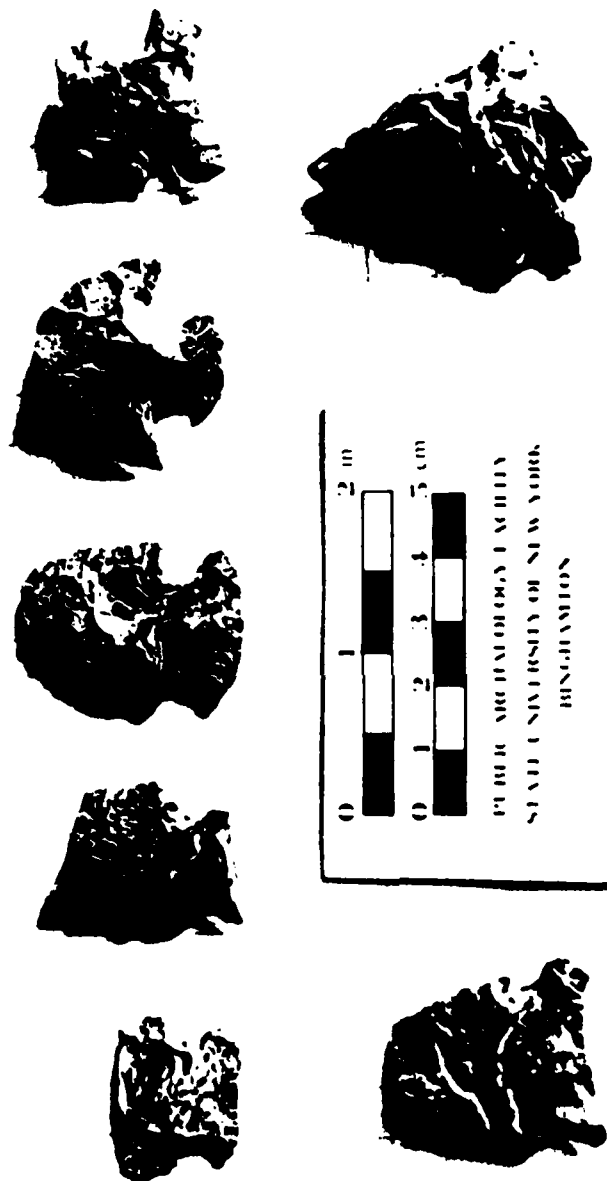 0 1 2 in
0 1 2 3 4 5 cm
PUBLIC ARCHAEOLOGY FACILITY
STATE UNIVERSITY OF NEW YORK
BINGHAMTON